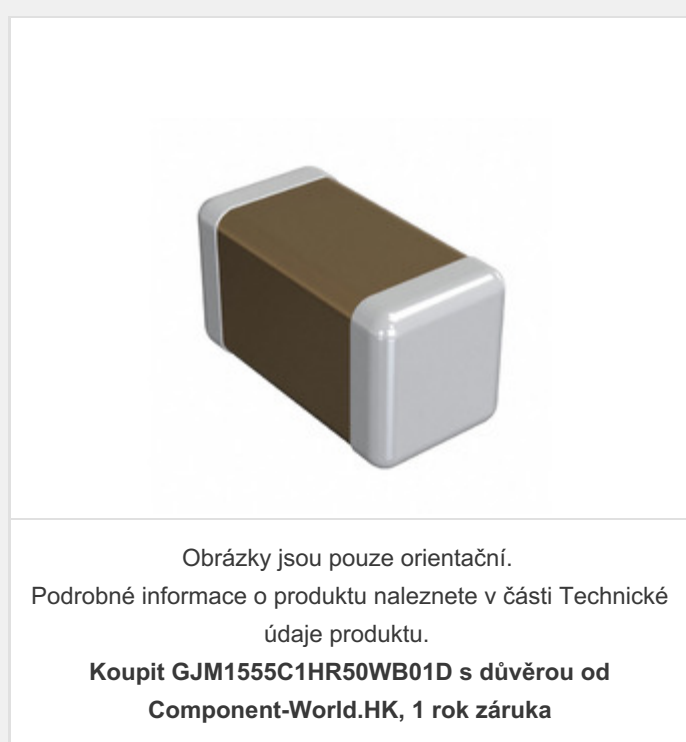 Obrázky jsou pouze orientační.
Podrobné informace o produktu naleznete v části Technické
údaje produktu.
Koupit GJM1555C1HR50WB01D s důvěrou od
Component-World.HK, 1 rok záruka